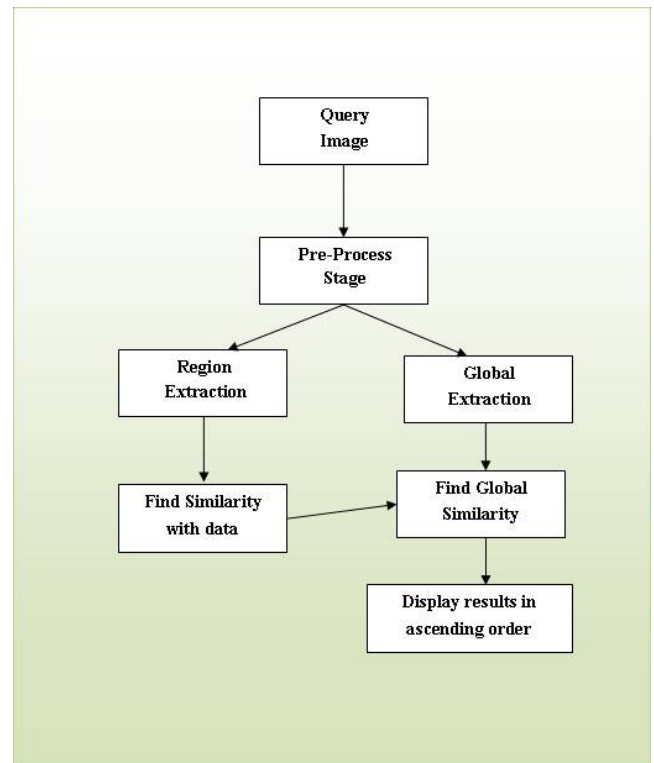 Query
Image
Pre-Process
Stage
Region
Extraction
Global
Extraction
Find Similarity
with data
Find Global
Similarity
Display results in
ascending order